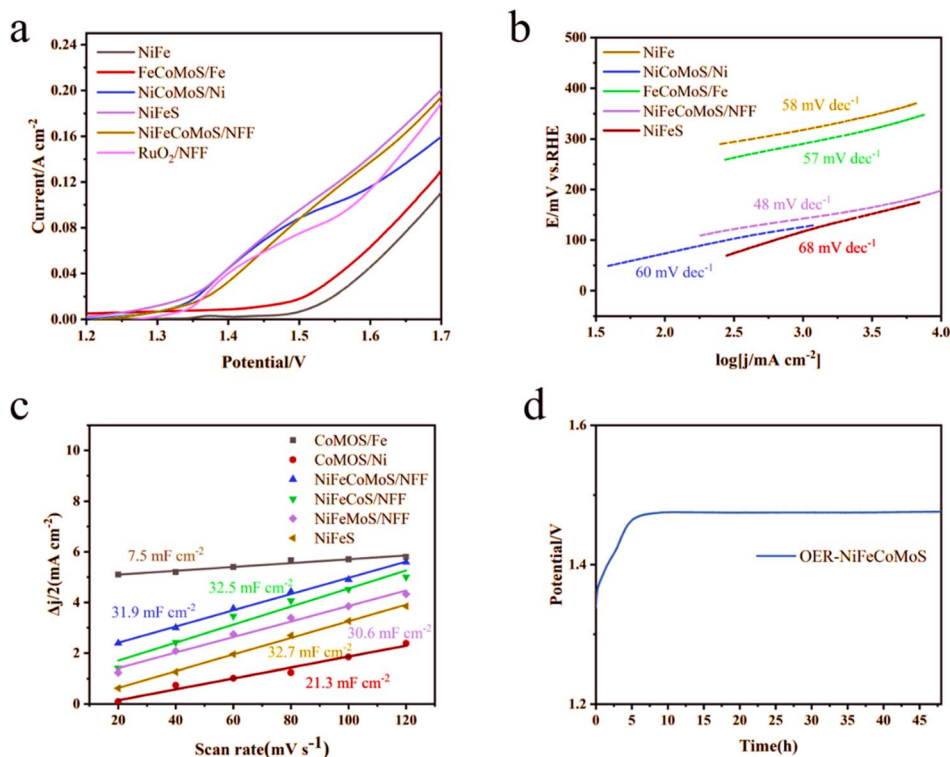 a
0.24
0.20
0.16
0.12
0.08
0.04
0.00
Current/A cm⁻²
NiFe
FeCoMoS/Fe
NiCoMoS/Ni
NiFeS
NiFeCoMoS/NFF
RuO₂/NFF
1.2 1.3 1.4 1.5 1.6 1.7
Potential/V
b
500
400
300
200
100
0
E/mV vs.RHE
NiFe
NiCoMoS/Ni
FeCoMoS/Fe
NiFeCoMoS/NFF
NiFeS
58 mV dec⁻¹
57 mV dec⁻¹
48 mV dec⁻¹
68 mV dec⁻¹
60 mV dec⁻¹
1.5 2.0 2.5 3.0 3.5 4.0
log[j/mA cm⁻²]
c
10
8
6
4
2
0
Δj/2(mA cm⁻²)
CoMOS/Fe
CoMOS/Ni
NiFeCoMoS/NFF
NiFeCoS/NFF
NiFeMoS/NFF
NiFeS
7.5 mF cm⁻²
32.5 mF cm⁻²
31.9 mF cm⁻²
30.6 mF cm⁻²
32.7 mF cm⁻²
21.3 mF cm⁻²
20 40 60 80 100 120
Scan rate(mV s⁻¹)
d
1.6
1.4
1.2
Potential/V
OER-NiFeCoMoS
0 5 10 15 20 25 30 35 40 45
Time(h)